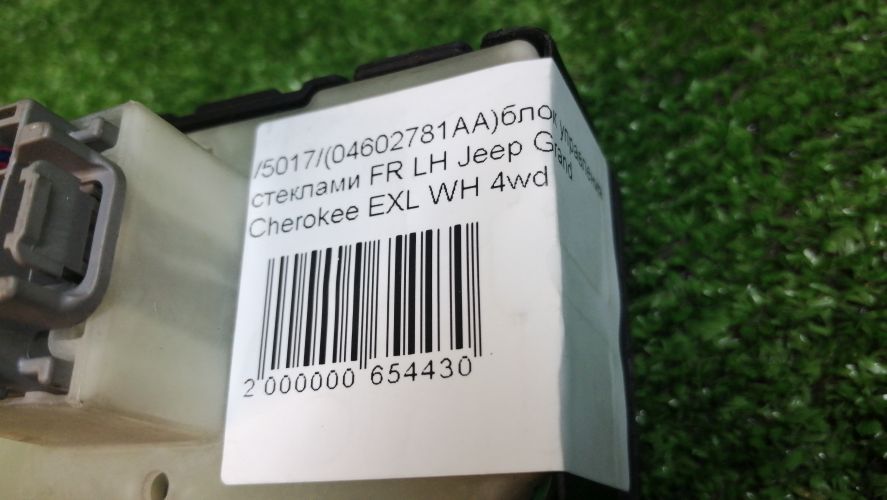 /5017/(04602781AA)блок управления
стеклами FR LH Jeep Grand
Cherokee EXL WH 4wd
2 000000 654430